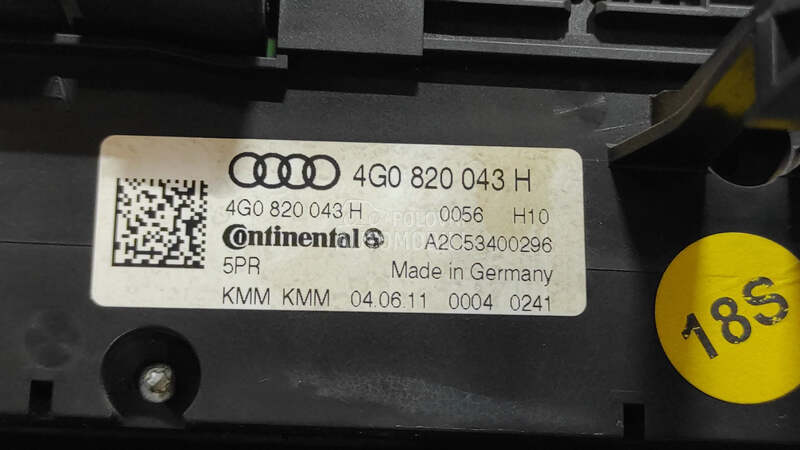 4G0 820 043 H
4G0 820 043 H 0056 H10
Continental A2C53400296
5PR Made in Germany
KMM KMM 04.06.11 0004 0241
18S